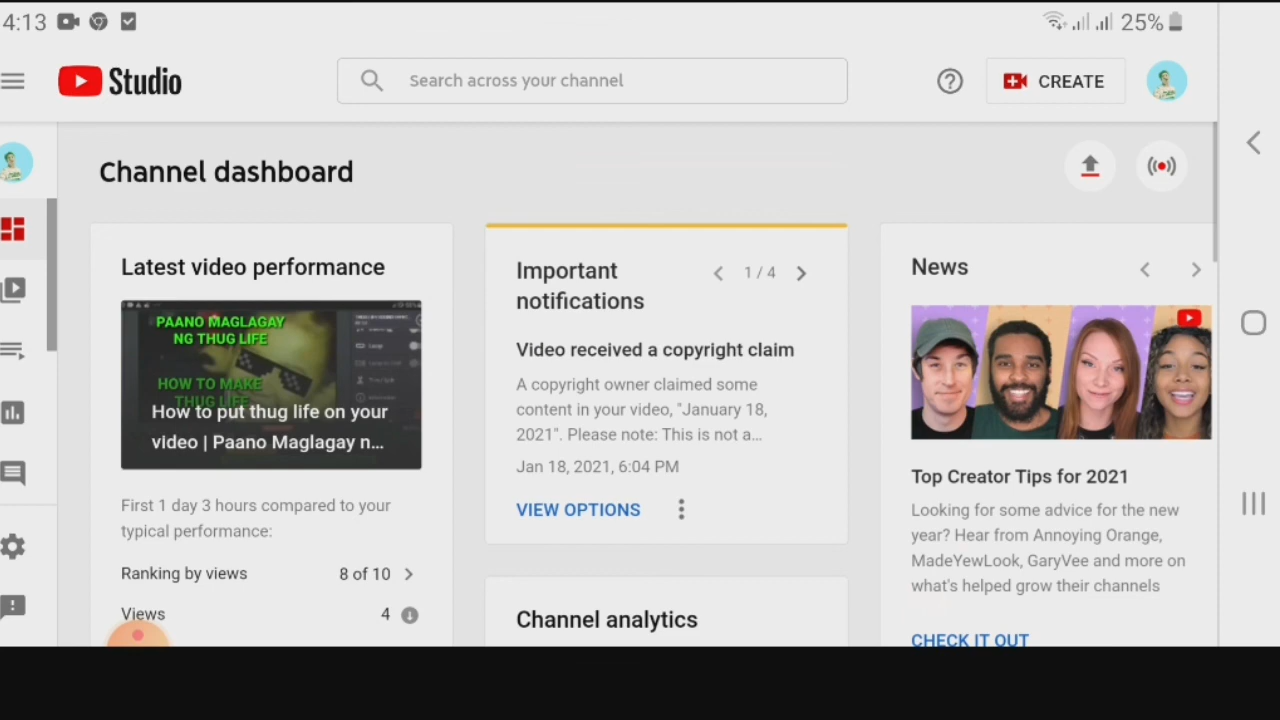 4:13
25%
Studio
Search across your channel
CREATE
Channel dashboard
Latest video performance
PAANO MAGLAGAY
NG THUG LIFE
HOW TO MAKE
THUG LIFE
How to put thug life on your
video | Paano Maglagay n...
First 1 day 3 hours compared to your
typical performance:
Ranking by views 8 of 10
Views 4
Important
notifications
1 / 4
Video received a copyright claim
A copyright owner claimed some
content in your video, "January 18,
2021". Please note: This is not a...
Jan 18, 2021, 6:04 PM
VIEW OPTIONS
Channel analytics
News
Top Creator Tips for 2021
Looking for some advice for the new
year? Hear from Annoying Orange,
MadeYewLook, GaryVee and more on
what's helped grow their channels
CHECK IT OUT